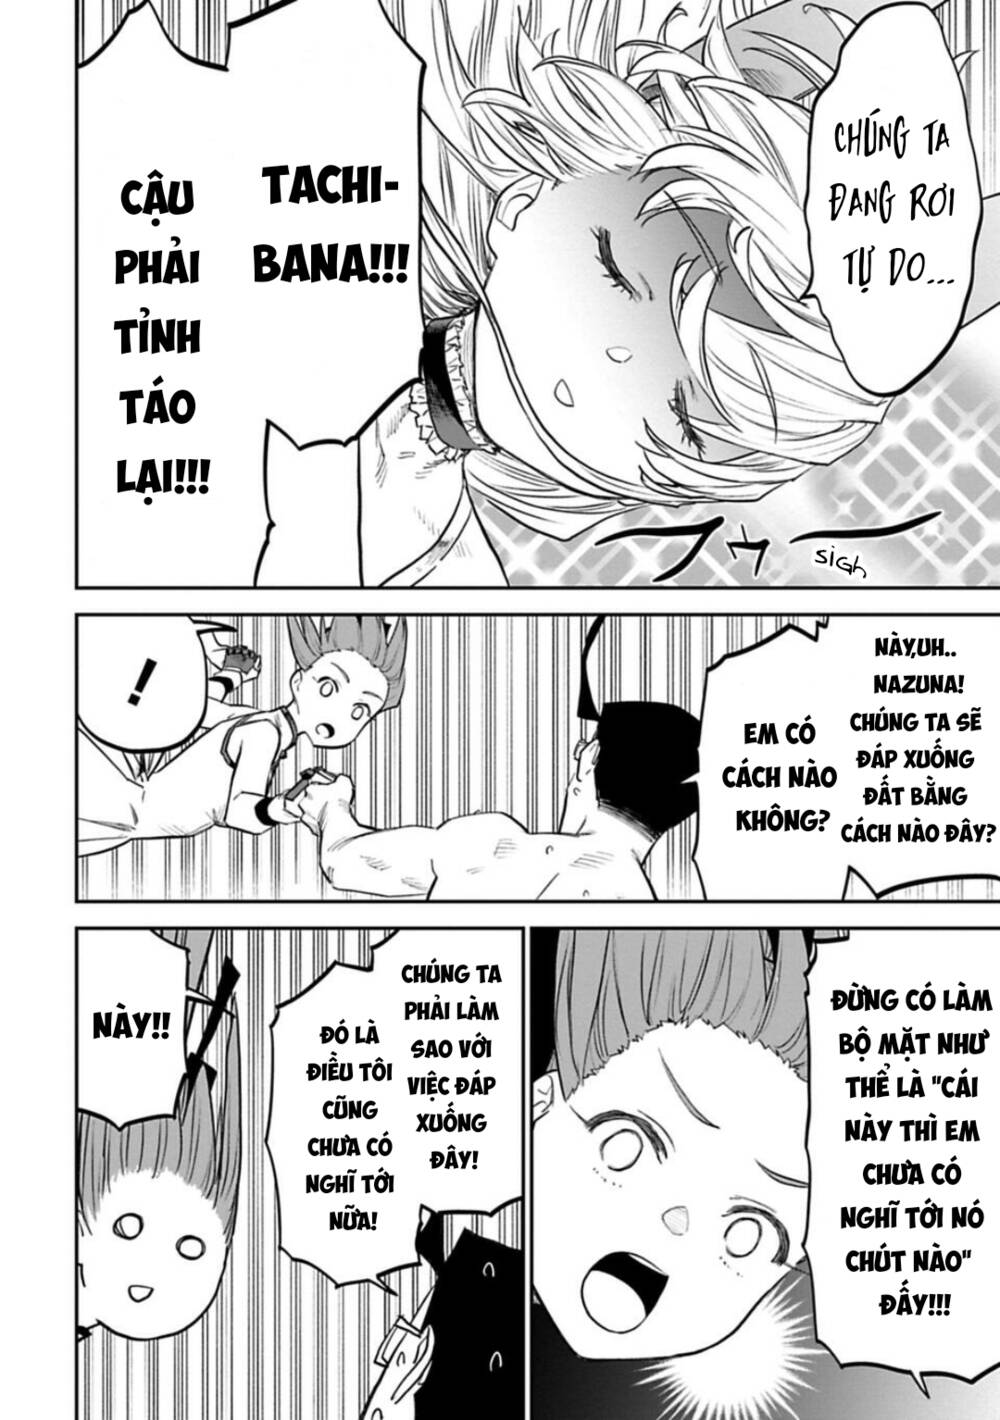 CHÚNG TA
ĐANG RƠI
TỰ DO...
TACHI-
BANA!!!
CẬU
PHẢI
TỈNH
TÁO
LẠI!!!
フゥー
SIGH
NÀY,UH..
NAZUNA!
CHÚNG TA SẼ
ĐÁP XUỐNG
ĐẤT BẰNG
CÁCH NÀO ĐÂY?
EM CÓ
CÁCH NÀO
KHÔNG?
!
ĐỪNG CÓ LÀM
BỘ MẶT NHƯ
THỂ LÀ "CÁI
NÀY THÌ EM
CHƯA CÓ
NGHĨ TỚI NÓ
CHÚT NÀO"
ĐẤY!!!
CHÚNG TA
PHẢI LÀM
SAO VỚI
VIỆC ĐÁP
XUỐNG
ĐÂY!
ĐÓ LÀ
ĐIỀU TÔI
CŨNG
CHƯA CÓ
NGHĨ TỚI
NỮA!
NÀY!!